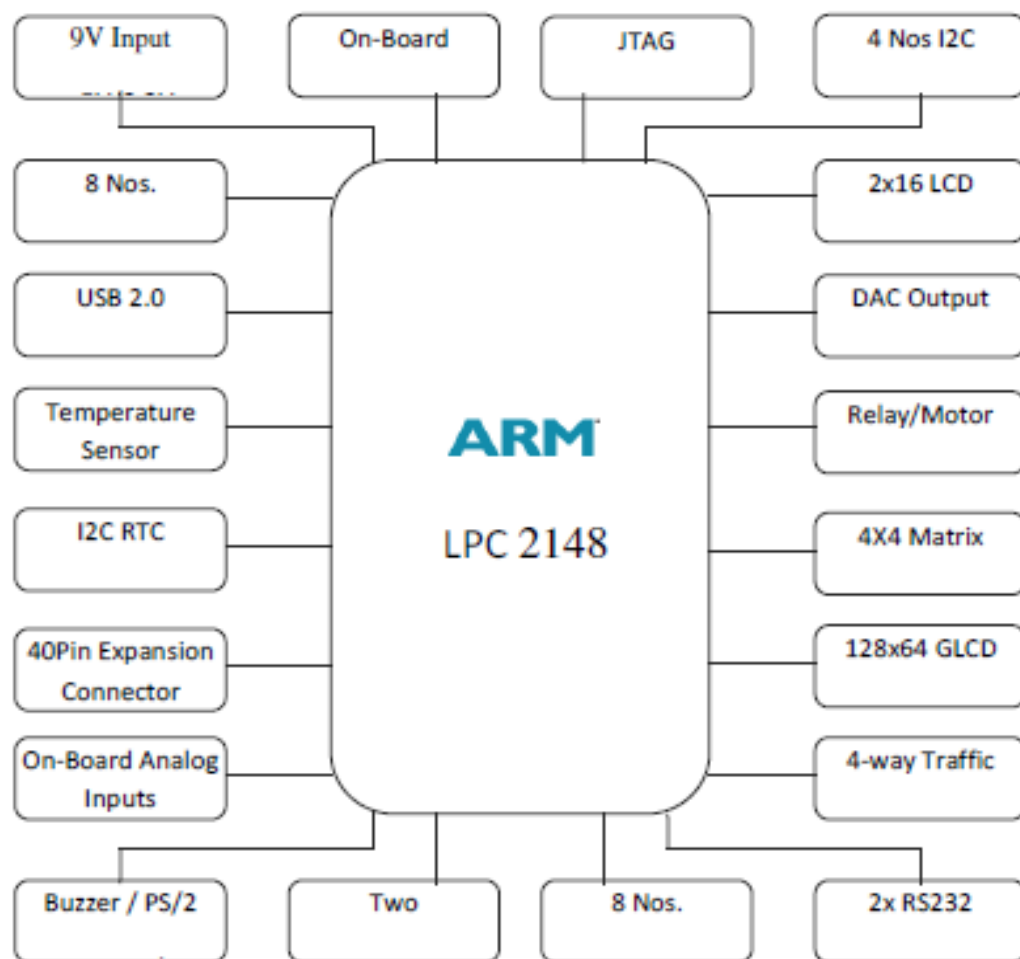 9V Input
On-Board
JTAG
4 Nos I2C
8 Nos.
2x16 LCD
USB 2.0
DAC Output
Temperature
Sensor
Relay/Motor
ARM
I2C RTC
LPC 2148
4X4 Matrix
40Pin Expansion
Connector
128x64 GLCD
On-Board Analog
Inputs
4-way Traffic
Buzzer / PS/2
Two
8 Nos.
2x RS232